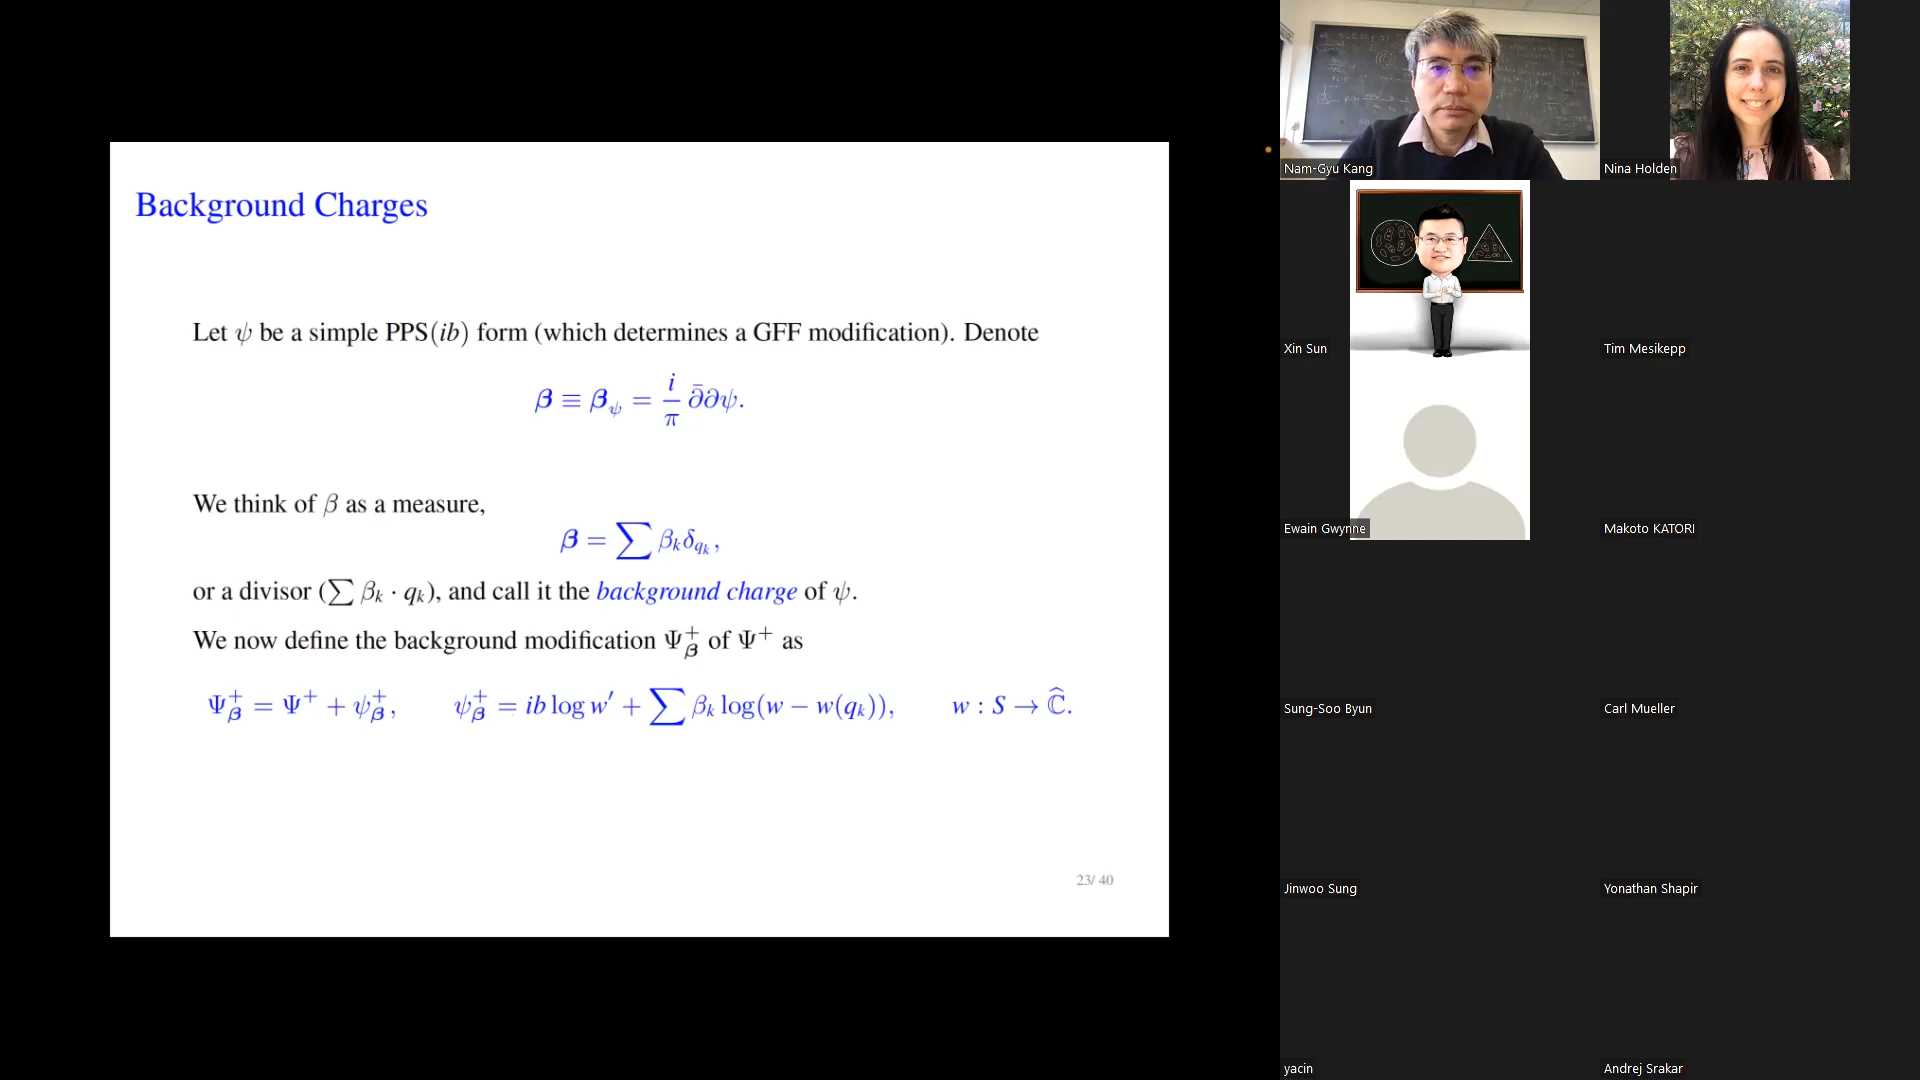 Background Charges
Let ψ be a simple PPS(ib) form (which determines a GFF modification). Denote
β ≡ β_ψ = i/π ∂̄∂ψ.
We think of β as a measure,
β = ∑ β_k δ_{q_k},
or a divisor (∑ β_k · q_k), and call it the background charge of ψ.
We now define the background modification Ψ^+_β of Ψ^+ as
Ψ^+_β = Ψ^+ + ψ^+_β, ψ^+_β = ib log w′ + ∑ β_k log(w − w(q_k)), w : S → Ĉ.
23/ 40
Nam-Gyu Kang
Nina Holden
Xin Sun
Tim Mesikepp
Ewain Gwynne
Makoto KATORI
Sung-Soo Byun
Carl Mueller
Jinwoo Sung
Yonathan Shapir
yacin
Andrej Srakar